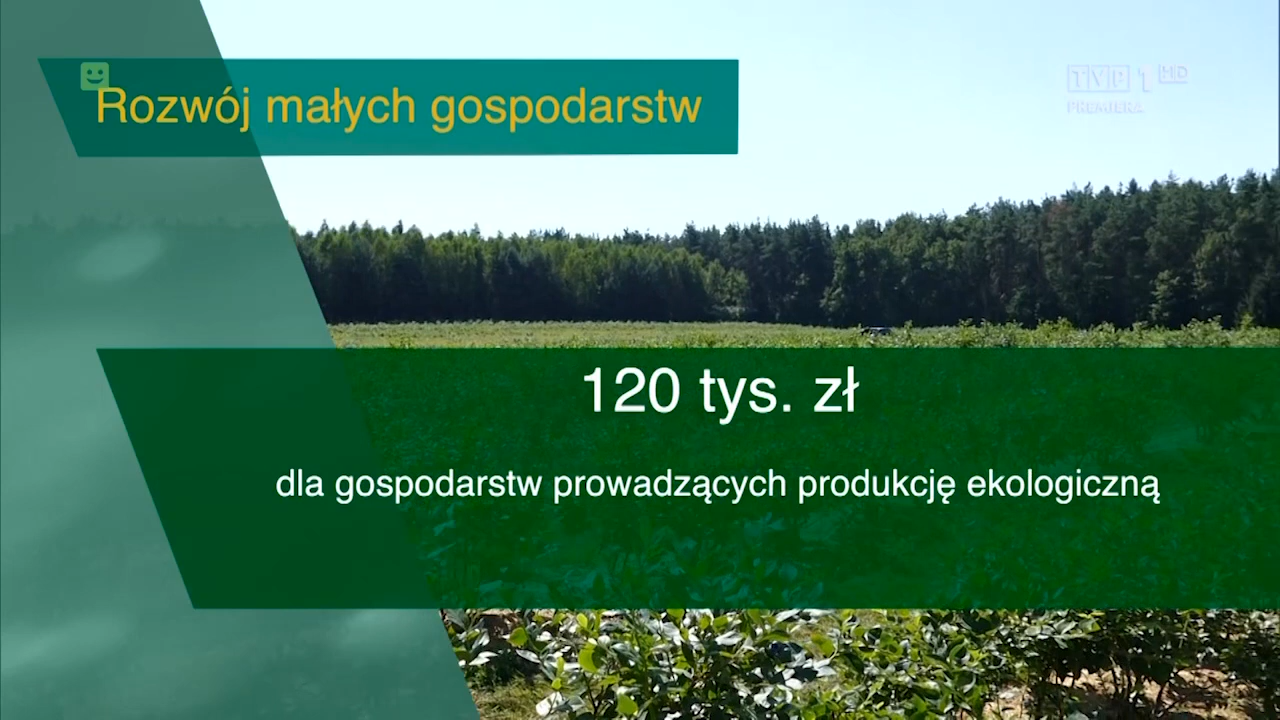 Rozwój małych gospodarstw
TVP 1 HD
PREMIERA
120 tys. zł
dla gospodarstw prowadzących produkcję ekologiczną